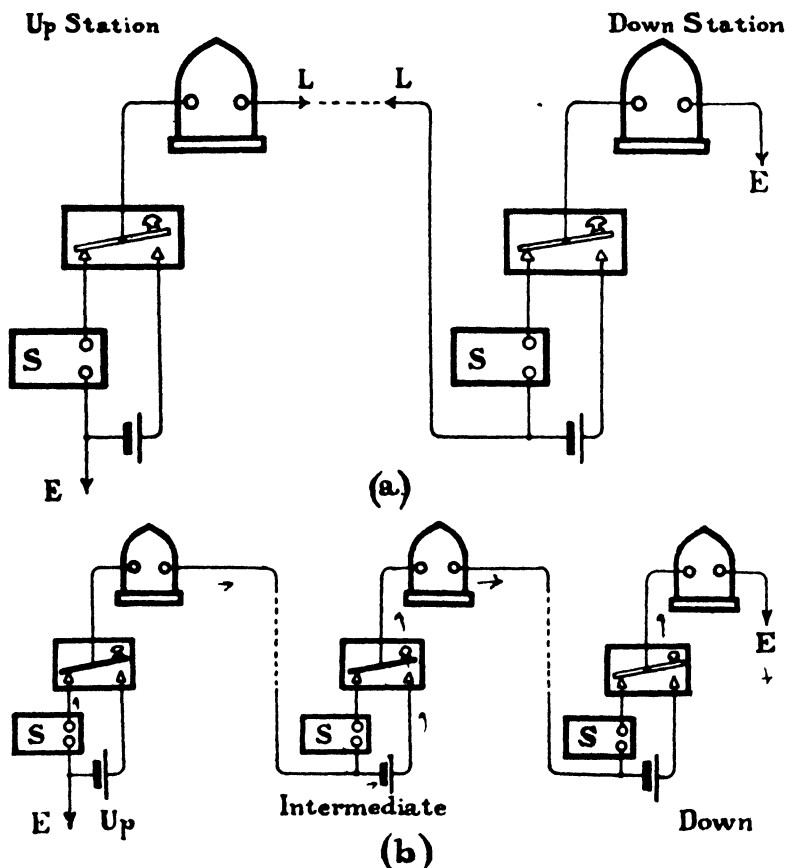 Up Station
Down Station
L L
E
S
S
E
(a)
E
S
S
S
E Up
Intermediate
Down
(b)